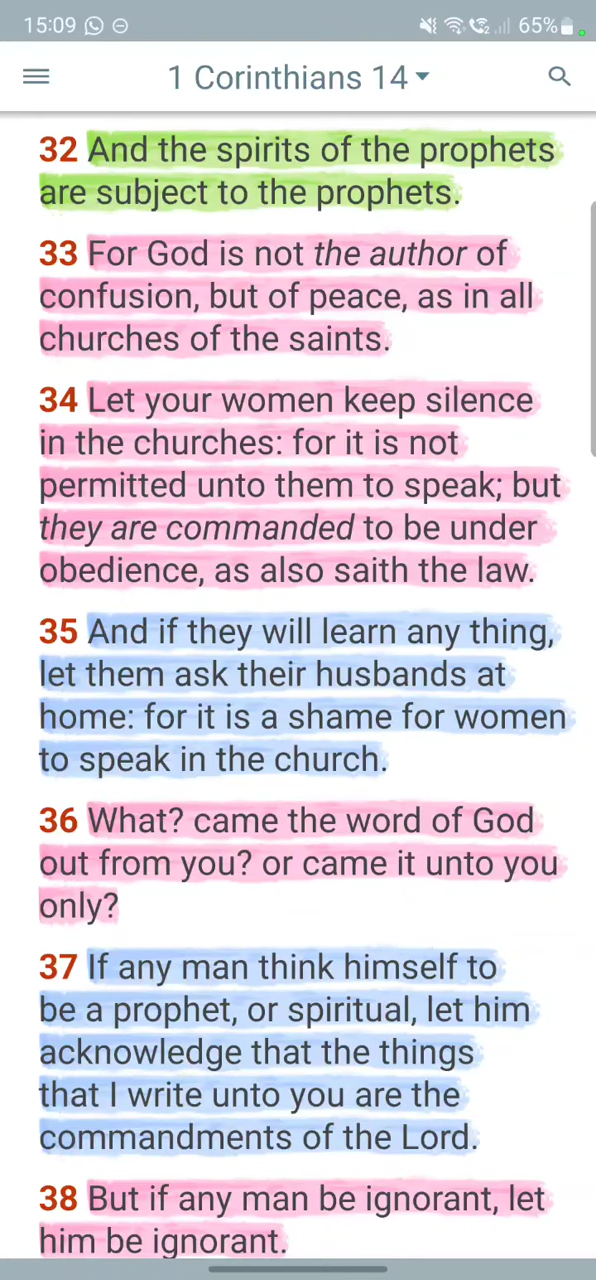 15:09 65%
1 Corinthians 14
32 And the spirits of the prophets
are subject to the prophets.
33 For God is not the author of
confusion, but of peace, as in all
churches of the saints.
34 Let your women keep silence
in the churches: for it is not
permitted unto them to speak; but
they are commanded to be under
obedience, as also saith the law.
35 And if they will learn any thing,
let them ask their husbands at
home: for it is a shame for women
to speak in the church.
36 What? came the word of God
out from you? or came it unto you
only?
37 If any man think himself to
be a prophet, or spiritual, let him
acknowledge that the things
that I write unto you are the
commandments of the Lord.
38 But if any man be ignorant, let
him be ignorant.